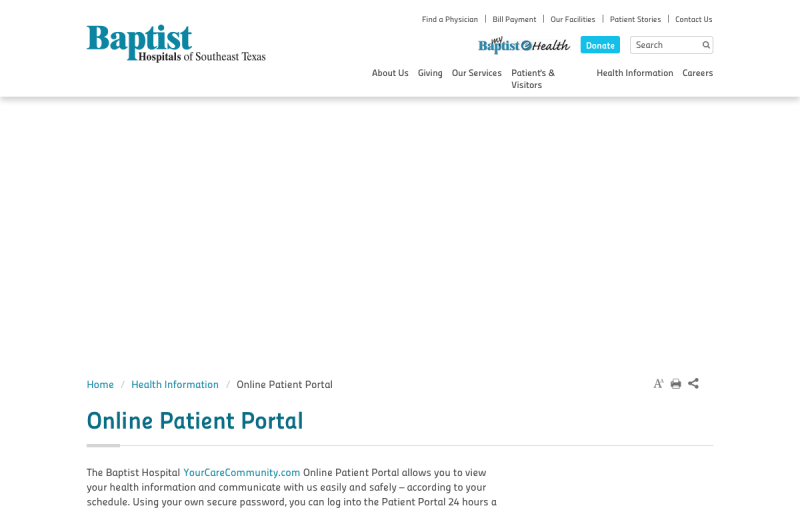 Find a Physician | Bill Payment | Our Facilities | Patient Stories | Contact Us
Baptist
Hospitals of Southeast Texas
my Baptist eHealth
Donate
Search
About Us Giving Our Services Patient's & Visitors Health Information Careers
Home / Health Information / Online Patient Portal
Online Patient Portal
The Baptist Hospital YourCareCommunity.com Online Patient Portal allows you to view
your health information and communicate with us easily and safely – according to your
schedule. Using your own secure password, you can log into the Patient Portal 24 hours a